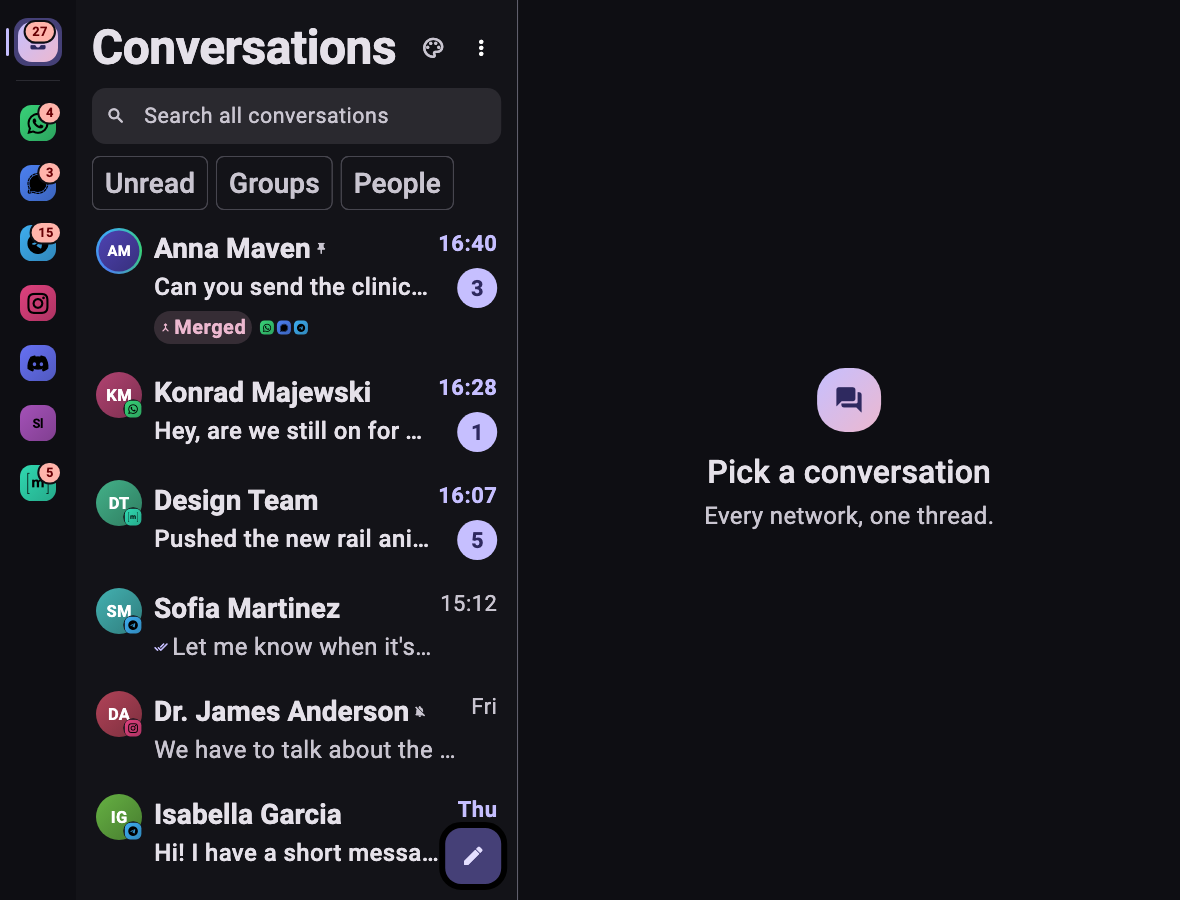 27
Conversations
4
Search all conversations
3
Unread
Groups
People
15
AM
Anna Maven
16:40
Can you send the clinic…
3
Merged
KM
Konrad Majewski
16:28
Hey, are we still on for …
1
SI
5
[m]
DT
Design Team
16:07
Pushed the new rail ani…
5
SM
Sofia Martinez
15:12
Let me know when it's…
DA
Dr. James Anderson
Fri
We have to talk about the …
IG
Isabella Garcia
Thu
Hi! I have a short messa…
Pick a conversation
Every network, one thread.